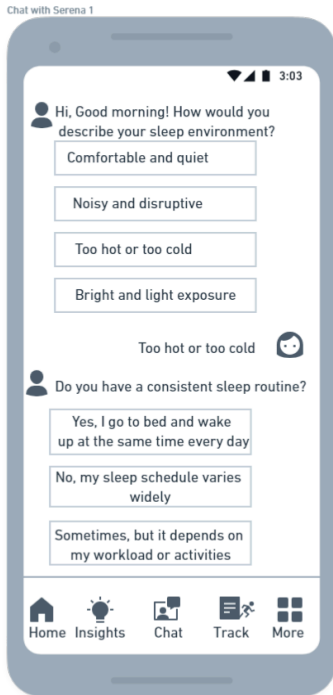 Chat with Serena 1
3:03
Hi, Good morning! How would you
describe your sleep environment?
Comfortable and quiet
Noisy and disruptive
Too hot or too cold
Bright and light exposure
Too hot or too cold
Do you have a consistent sleep routine?
Yes, I go to bed and wake
up at the same time every day
No, my sleep schedule varies
widely
Sometimes, but it depends on
my workload or activities
Home Insights Chat Track More